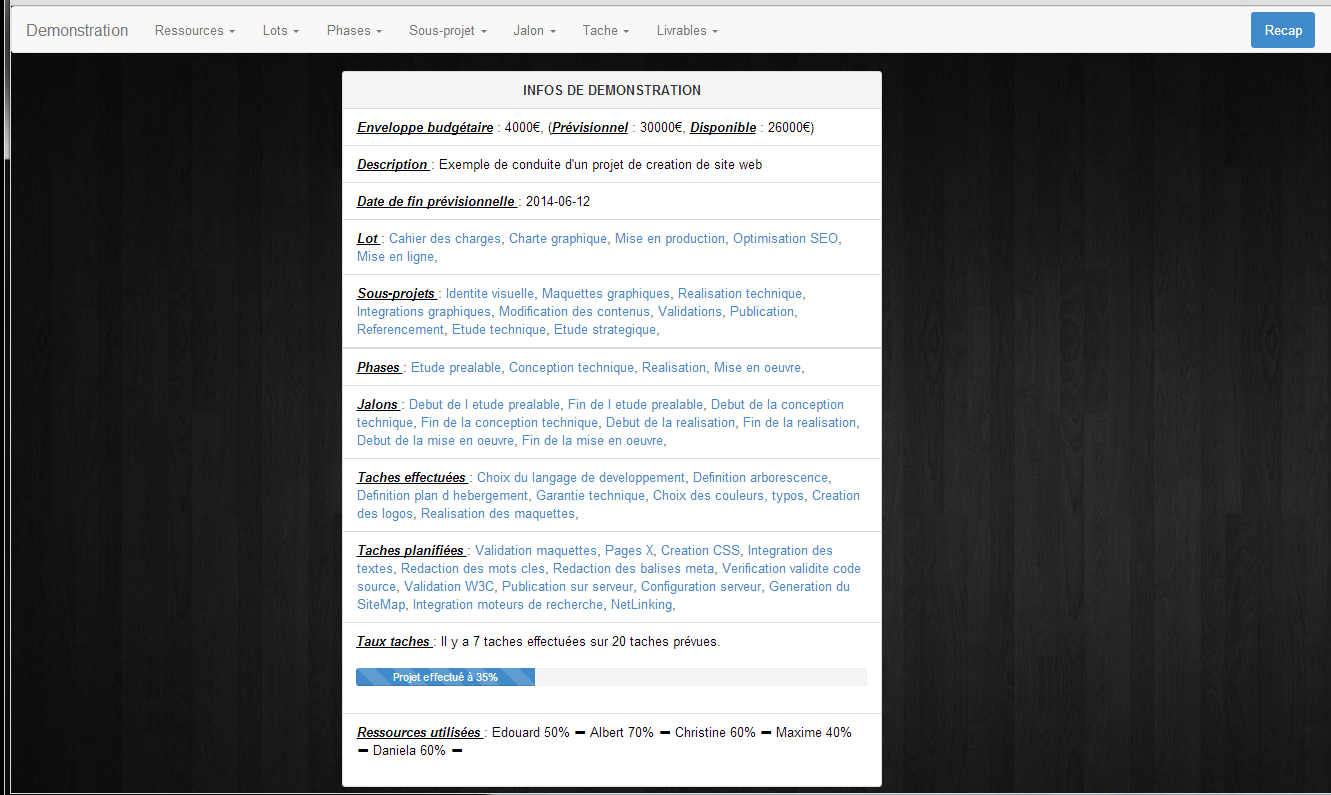 Demonstration Ressources Lots Phases Sous-projet Jalon Tache Livrables Recap
INFOS DE DEMONSTRATION
Enveloppe budgétaire : 4000€, (Prévisionnel : 30000€, Disponible : 26000€)
Description : Exemple de conduite d'un projet de creation de site web
Date de fin prévisionnelle : 2014-06-12
Lot : Cahier des charges, Charte graphique, Mise en production, Optimisation SEO,
Mise en ligne,
Sous-projets : Identite visuelle, Maquettes graphiques, Realisation technique,
Integrations graphiques, Modification des contenus, Validations, Publication,
Referencement, Etude technique, Etude strategique,
Phases : Etude prealable, Conception technique, Realisation, Mise en oeuvre,
Jalons : Debut de l etude prealable, Fin de l etude prealable, Debut de la conception
technique, Fin de la conception technique, Debut de la realisation, Fin de la realisation,
Debut de la mise en oeuvre, Fin de la mise en oeuvre,
Taches effectuées : Choix du langage de developpement, Definition arborescence,
Definition plan d hebergement, Garantie technique, Choix des couleurs, typos, Creation
des logos, Realisation des maquettes,
Taches planifiées : Validation maquettes, Pages X, Creation CSS, Integration des
textes, Redaction des mots cles, Redaction des balises meta, Verification validite code
source, Validation W3C, Publication sur serveur, Configuration serveur, Generation du
SiteMap, Integration moteurs de recherche, NetLinking,
Taux taches : Il y a 7 taches effectuées sur 20 taches prévues.
Projet effectué à 35%
Ressources utilisées : Edouard 50% ━ Albert 70% ━ Christine 60% ━ Maxime 40%
━ Daniela 60% ━